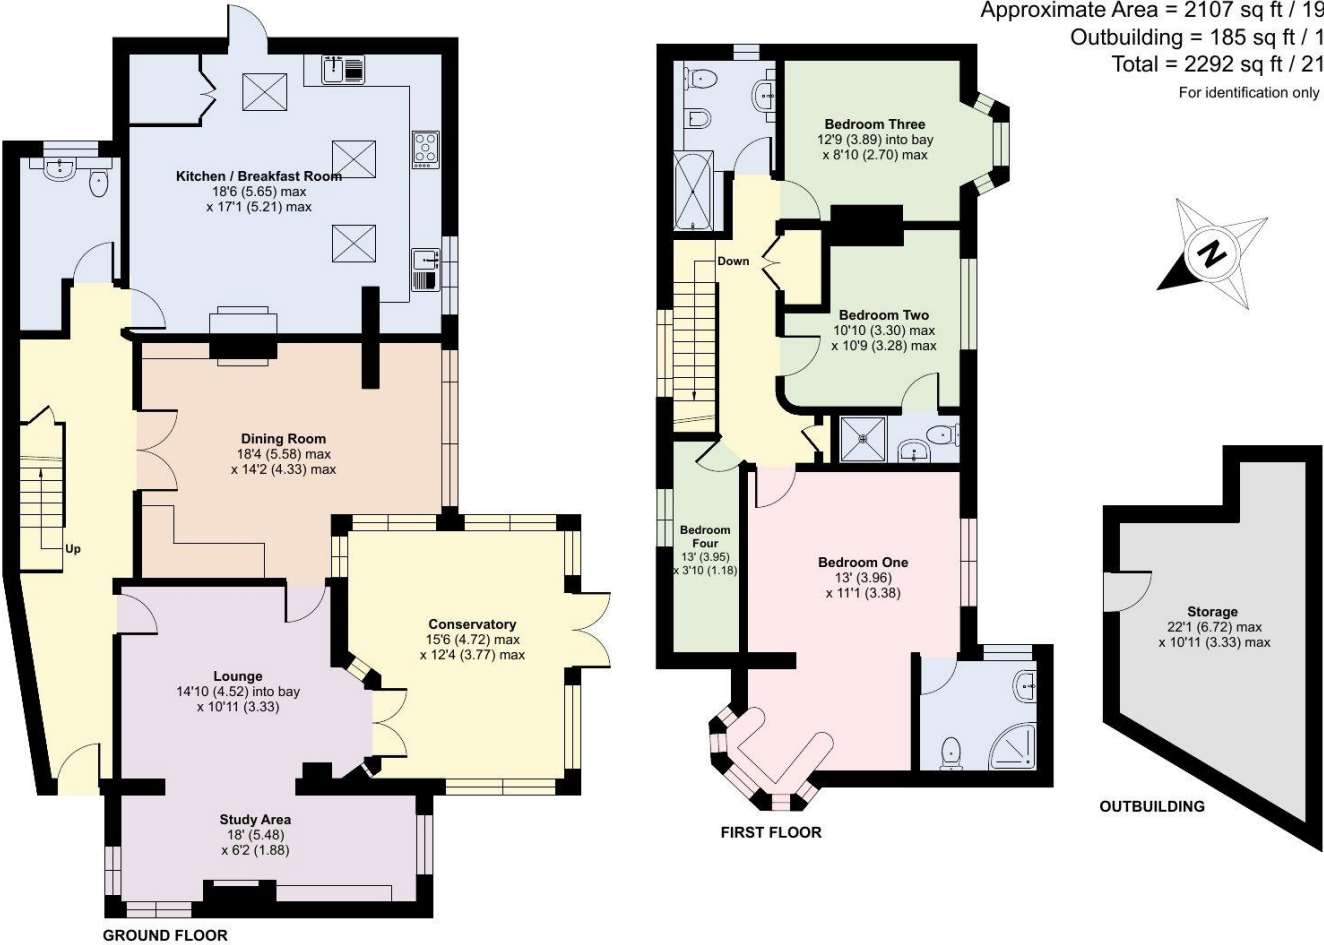 Approximate Area = 2107 sq ft / 19
Outbuilding = 185 sq ft / 1
Total = 2292 sq ft / 21
For identification only
Kitchen / Breakfast Room
18'6 (5.65) max
x 17'1 (5.21) max
Dining Room
18'4 (5.58) max
x 14'2 (4.33) max
Up
Conservatory
15'6 (4.72) max
x 12'4 (3.77) max
Lounge
14'10 (4.52) into bay
x 10'11 (3.33)
Study Area
18' (5.48)
x 6'2 (1.88)
GROUND FLOOR
Bedroom Three
12'9 (3.89) into bay
x 8'10 (2.70) max
Down
Bedroom Two
10'10 (3.30) max
x 10'9 (3.28) max
Bedroom
Four
13' (3.95)
x 3'10 (1.18)
Bedroom One
13' (3.96)
x 11'1 (3.38)
FIRST FLOOR
N
Storage
22'1 (6.72) max
x 10'11 (3.33) max
OUTBUILDING